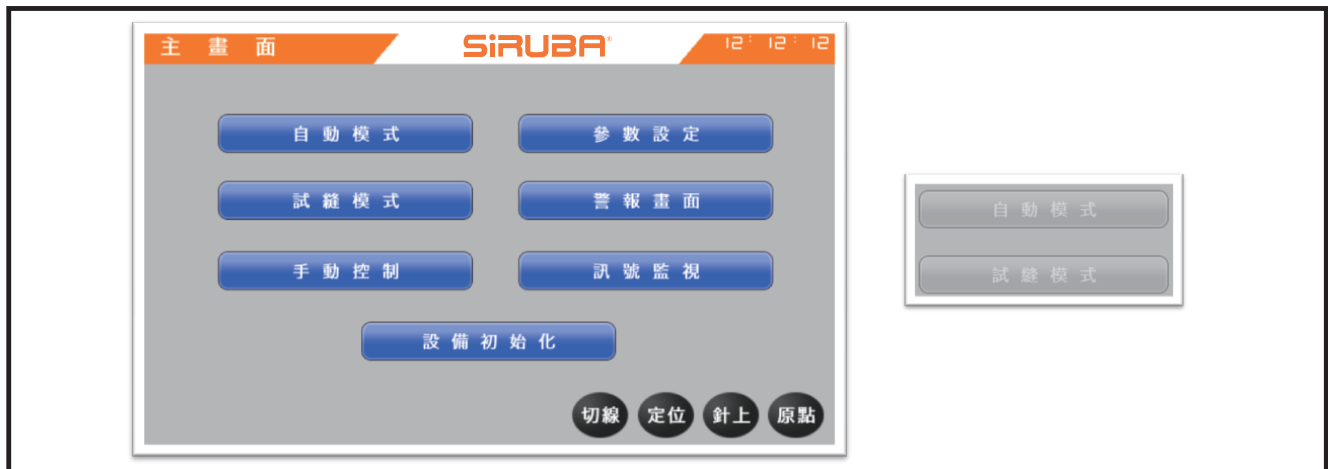 主畫面 SiRUBA® 12:12:12
自動模式 參數設定
試縫模式 警報畫面
手動控制 訊號監視
設備初始化
切線 定位 針上 原點
自動模式
試縫模式